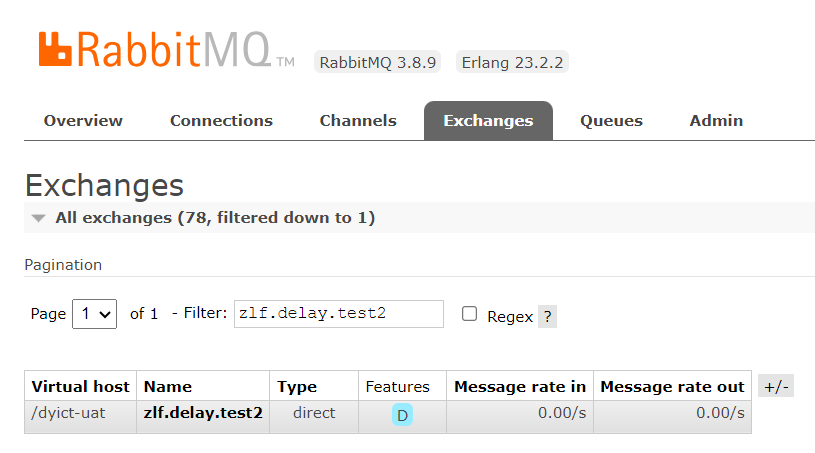 RabbitMQ TM RabbitMQ 3.8.9 Erlang 23.2.2
Overview Connections Channels Exchanges Queues Admin
Exchanges
All exchanges (78, filtered down to 1)
Pagination
Page 1 of 1 - Filter: zlf.delay.test2 Regex ?
Virtual host Name Type Features Message rate in Message rate out +/-
/dyict-uat zlf.delay.test2 direct D 0.00/s 0.00/s